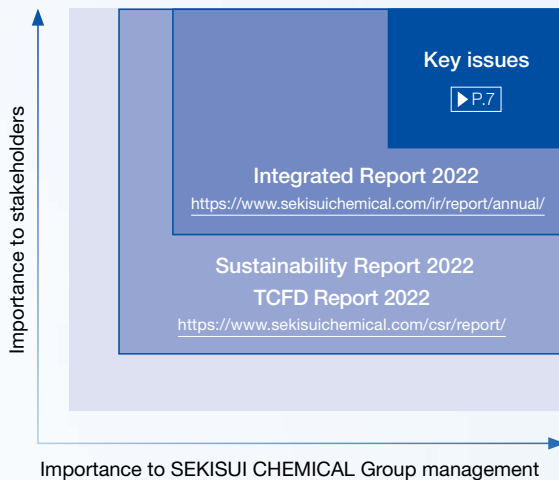 Importance to stakeholders
Key issues
▶P.7
Integrated Report 2022
https://www.sekisuichemical.com/ir/report/annual/
Sustainability Report 2022
TCFD Report 2022
https://www.sekisuichemical.com/csr/report/
Importance to SEKISUI CHEMICAL Group management